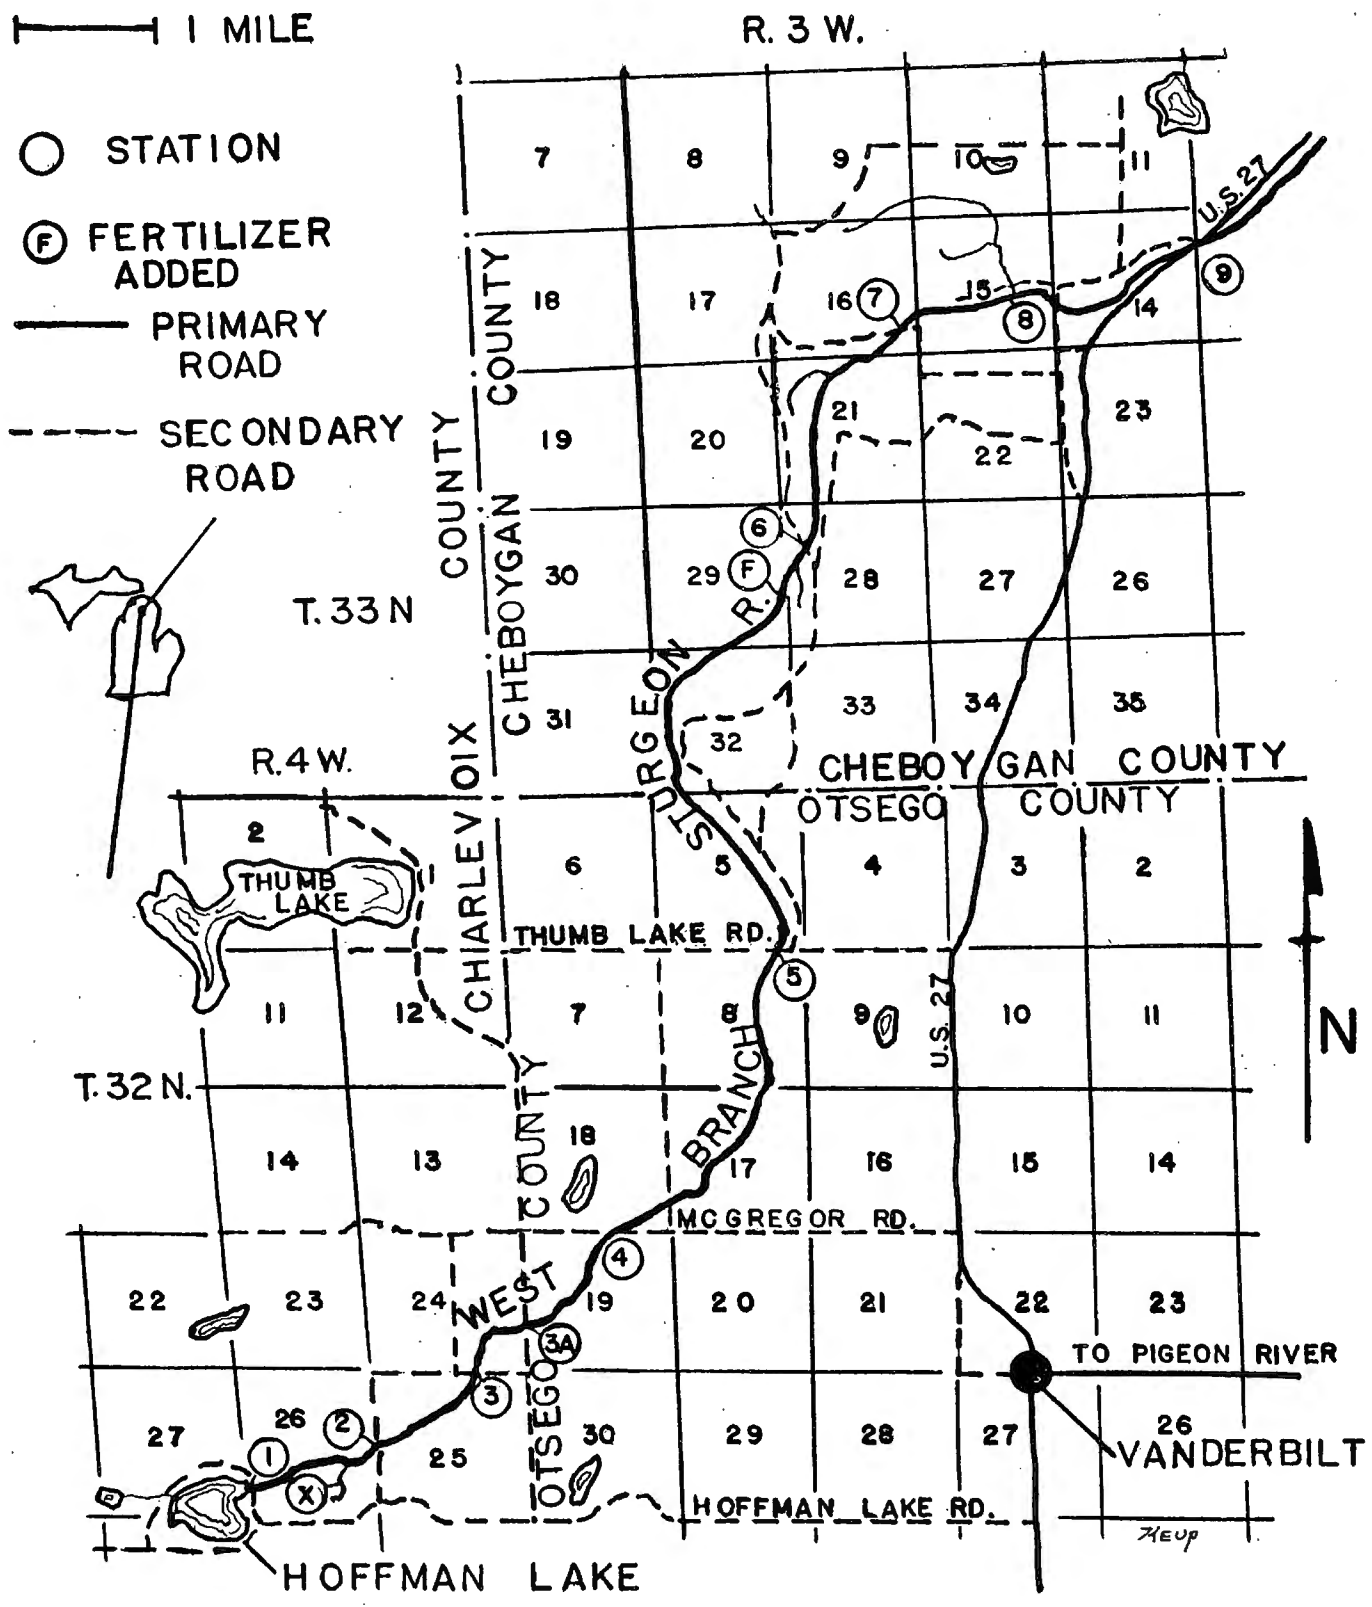 1 MILE
R. 3 W.
STATION
F FERTILIZER
ADDED
PRIMARY
ROAD
SECONDARY
ROAD
7 8 9 10 11
U.S. 27
18 17 16 7 15 8 14 9
19 20 21 22 23
6
30 29 F 28 27 26
T. 33 N
31 32 33 34 35
CHARLEVOIX COUNTY
CHEBOYGAN COUNTY
STURGEON R.
R. 4 W.
CHEBOYGAN COUNTY
OTSEGO COUNTY
2 1 6 5 4 3 2
THUMB
LAKE
THUMB LAKE RD.
5
11 12 7 8 9 10 11
U.S. 27
N
T. 32 N.
BRANCH
14 13 18 17 16 15 14
MCGREGOR RD.
4
WEST
22 23 24 19 20 21 22 23
3A
TO PIGEON RIVER
3
OTSEGO COUNTY
27 26 2 25 30 29 28 27 26
1
X
VANDERBILT
HOFFMAN LAKE RD.
KEUP
HOFFMAN LAKE